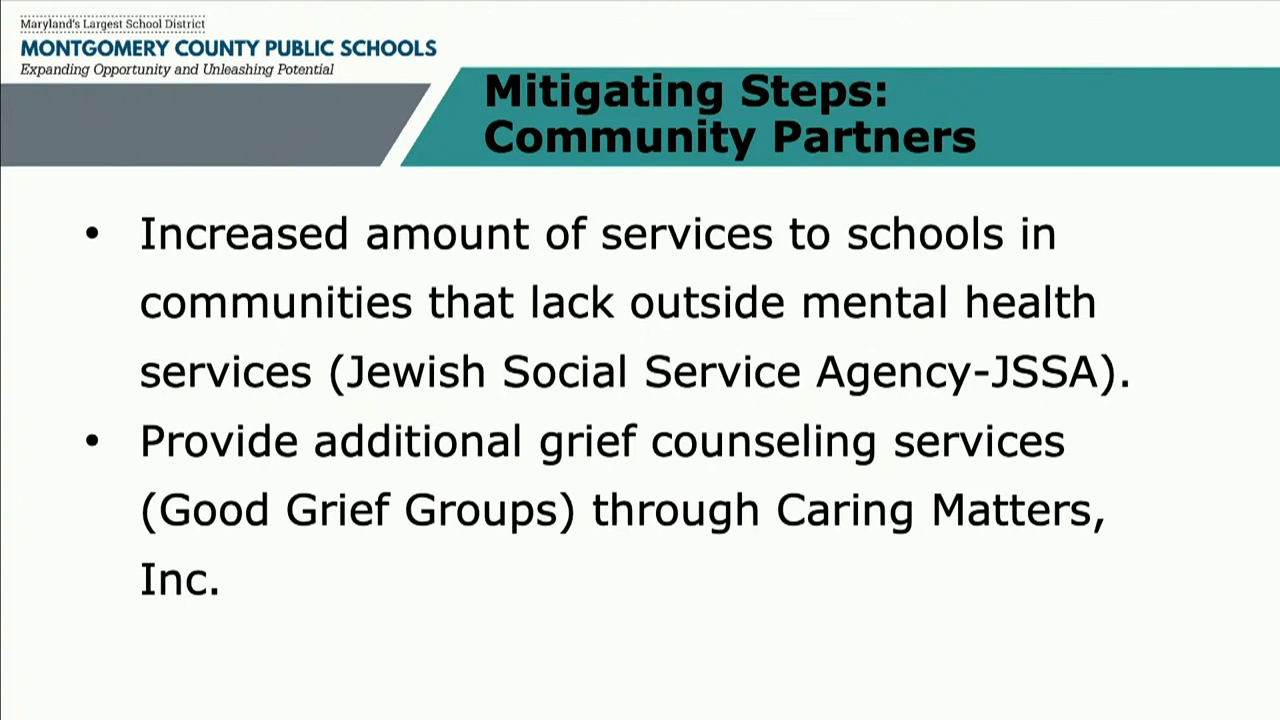 Maryland's Largest School District
MONTGOMERY COUNTY PUBLIC SCHOOLS
Expanding Opportunity and Unleashing Potential
Mitigating Steps:
Community Partners
• Increased amount of services to schools in
communities that lack outside mental health
services (Jewish Social Service Agency-JSSA).
• Provide additional grief counseling services
(Good Grief Groups) through Caring Matters,
Inc.